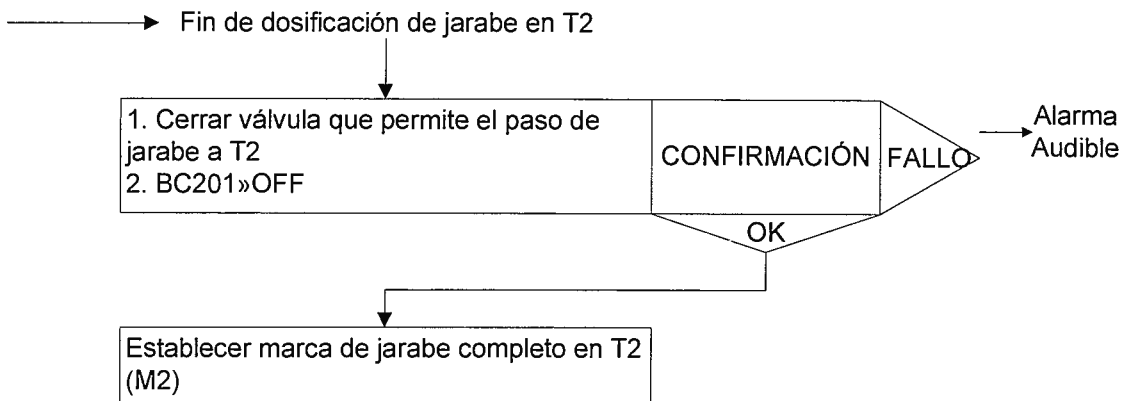 Fin de dosificación de jarabe en T2
1. Cerrar válvula que permite el paso de
jarabe a T2
2. BC201»OFF
CONFIRMACIÓN
FALLO
Alarma
Audible
OK
Establecer marca de jarabe completo en T2
(M2)